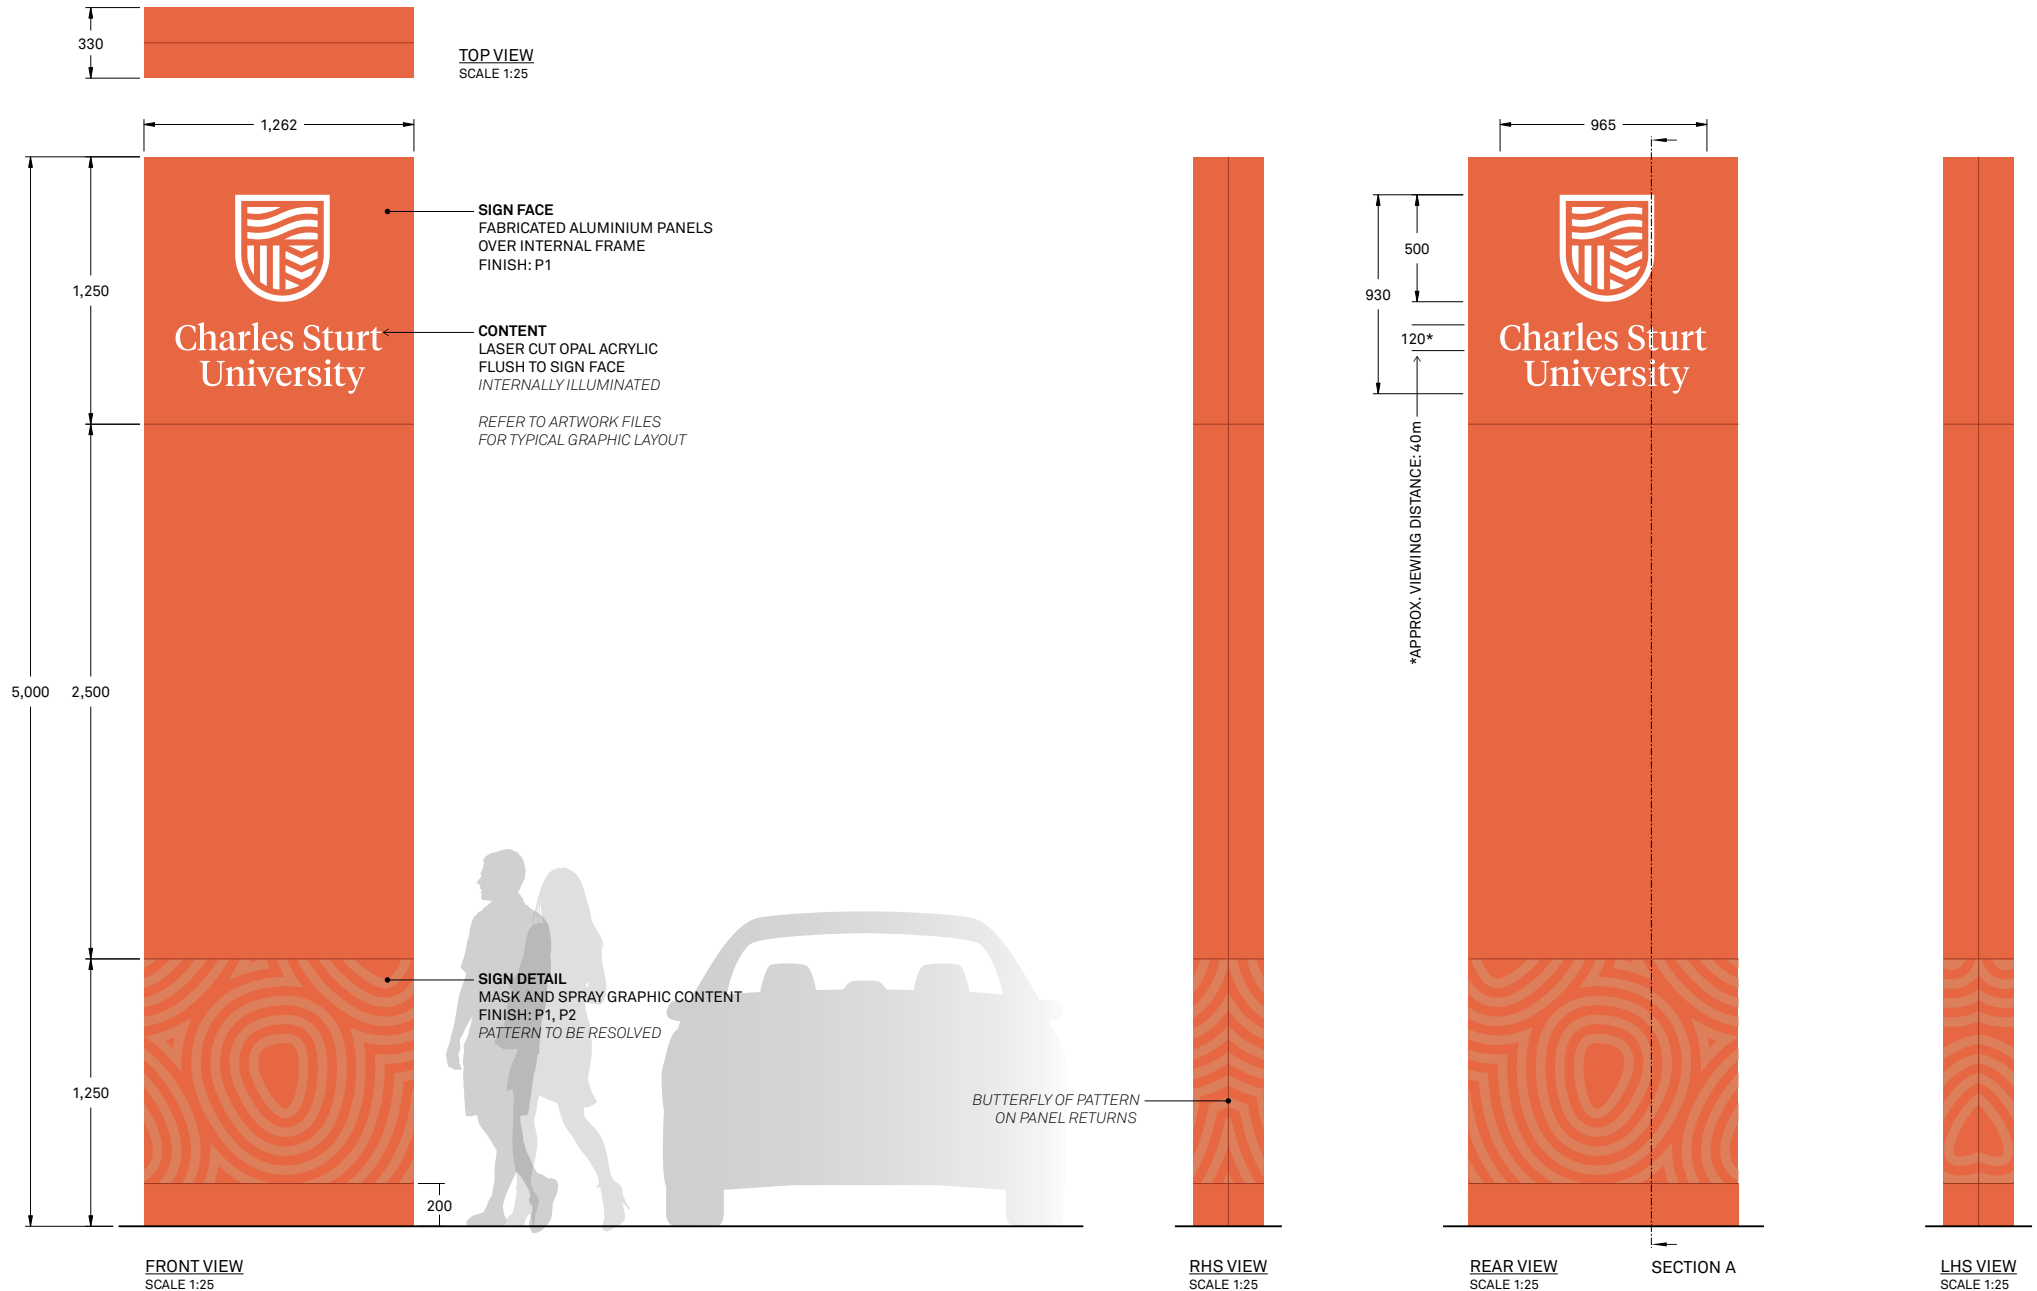 330
TOP VIEW
SCALE 1:25
1,262
965
SIGN FACE
FABRICATED ALUMINIUM PANELS
OVER INTERNAL FRAME
FINISH: P1
1,250
CONTENT
LASER CUT OPAL ACRYLIC
FLUSH TO SIGN FACE
INTERNALLY ILLUMINATED
REFER TO ARTWORK FILES
FOR TYPICAL GRAPHIC LAYOUT
Charles Sturt
University
500
930
120*
*APPROX. VIEWING DISTANCE: 40m
Charles Sturt
University
5,000
2,500
SIGN DETAIL
MASK AND SPRAY GRAPHIC CONTENT
FINISH: P1, P2
PATTERN TO BE RESOLVED
1,250
BUTTERFLY OF PATTERN
ON PANEL RETURNS
200
FRONT VIEW
SCALE 1:25
RHS VIEW
SCALE 1:25
REAR VIEW
SCALE 1:25
SECTION A
LHS VIEW
SCALE 1:25